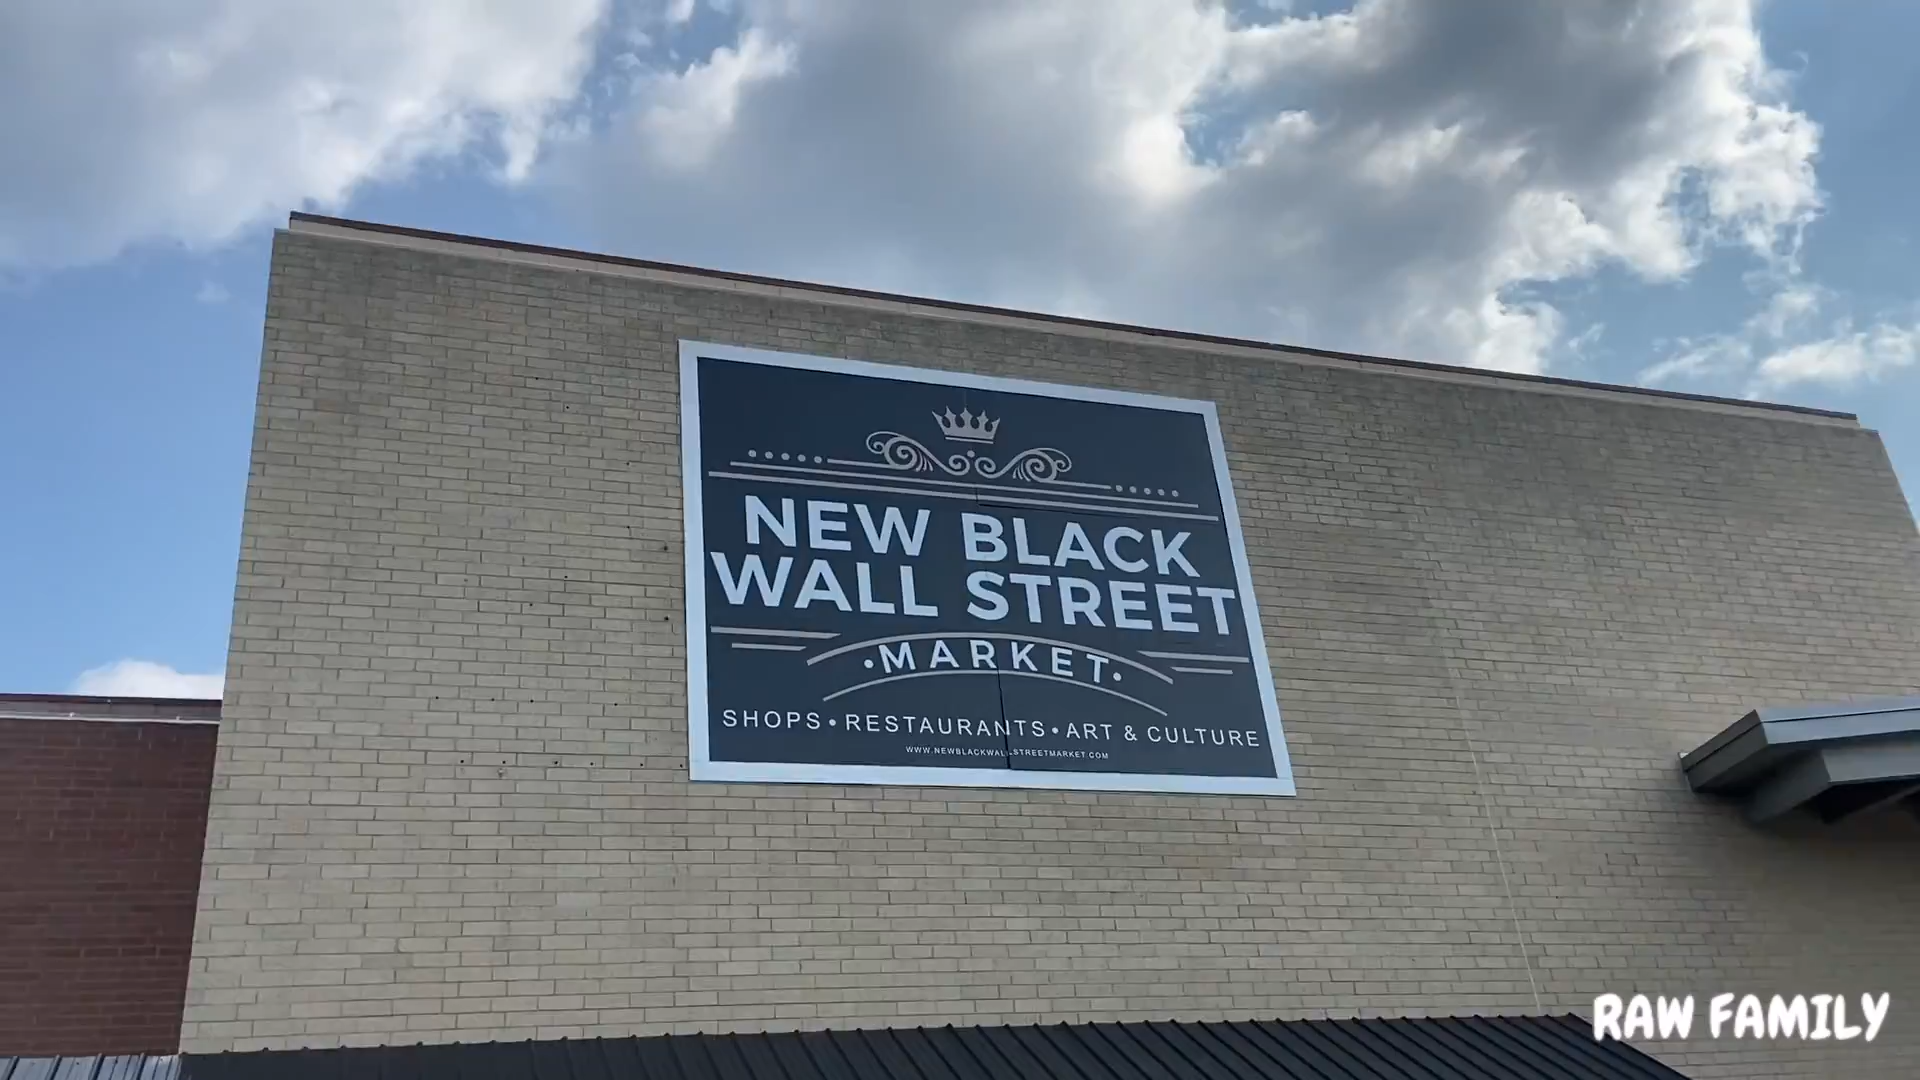 NEW BLACK
WALL STREET
•MARKET•
SHOPS•RESTAURANTS•ART & CULTURE
WWW.NEWBLACKWALLSTREETMARKET.COM
RAW FAMILY